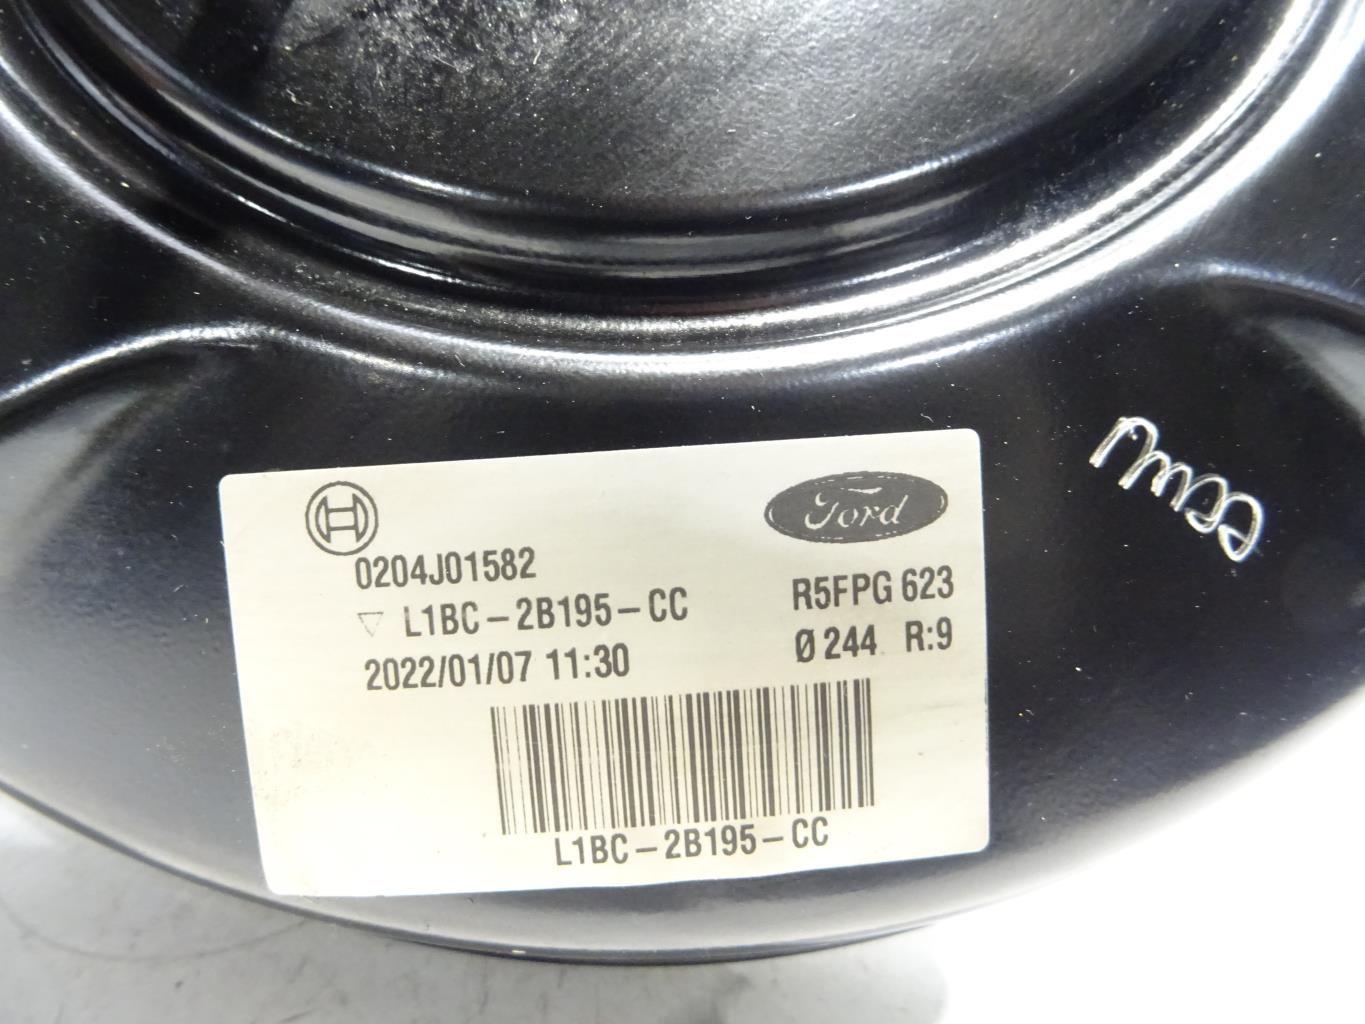 Ford
0204J01582
L1BC-2B195-CC
R5FPG 623
2022/01/07 11:30
Ø 244 R:9
L1BC-2B195-CC